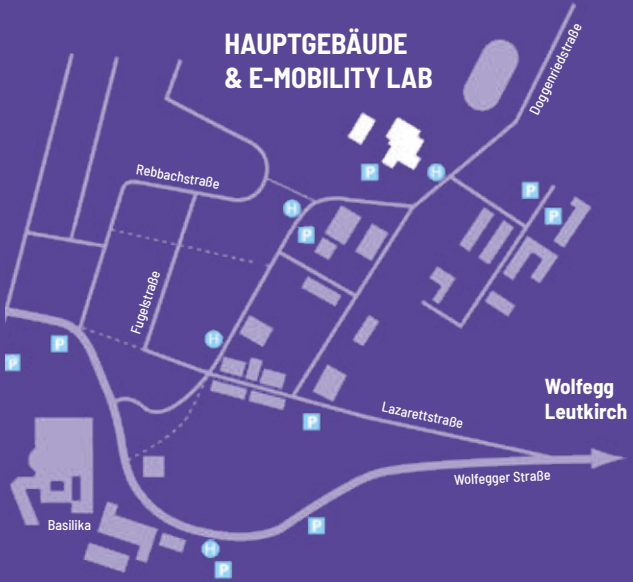 HAUPTGEBÄUDE
& E-MOBILITY LAB
Doggenriedstraße
P
H
Rebbachstraße
P
H
P
P
Fugelstraße
H
P
P
Wolfegg
Leutkirch
P
Lazarettstraße
Wolfegger Straße
Basilika
P
H
P